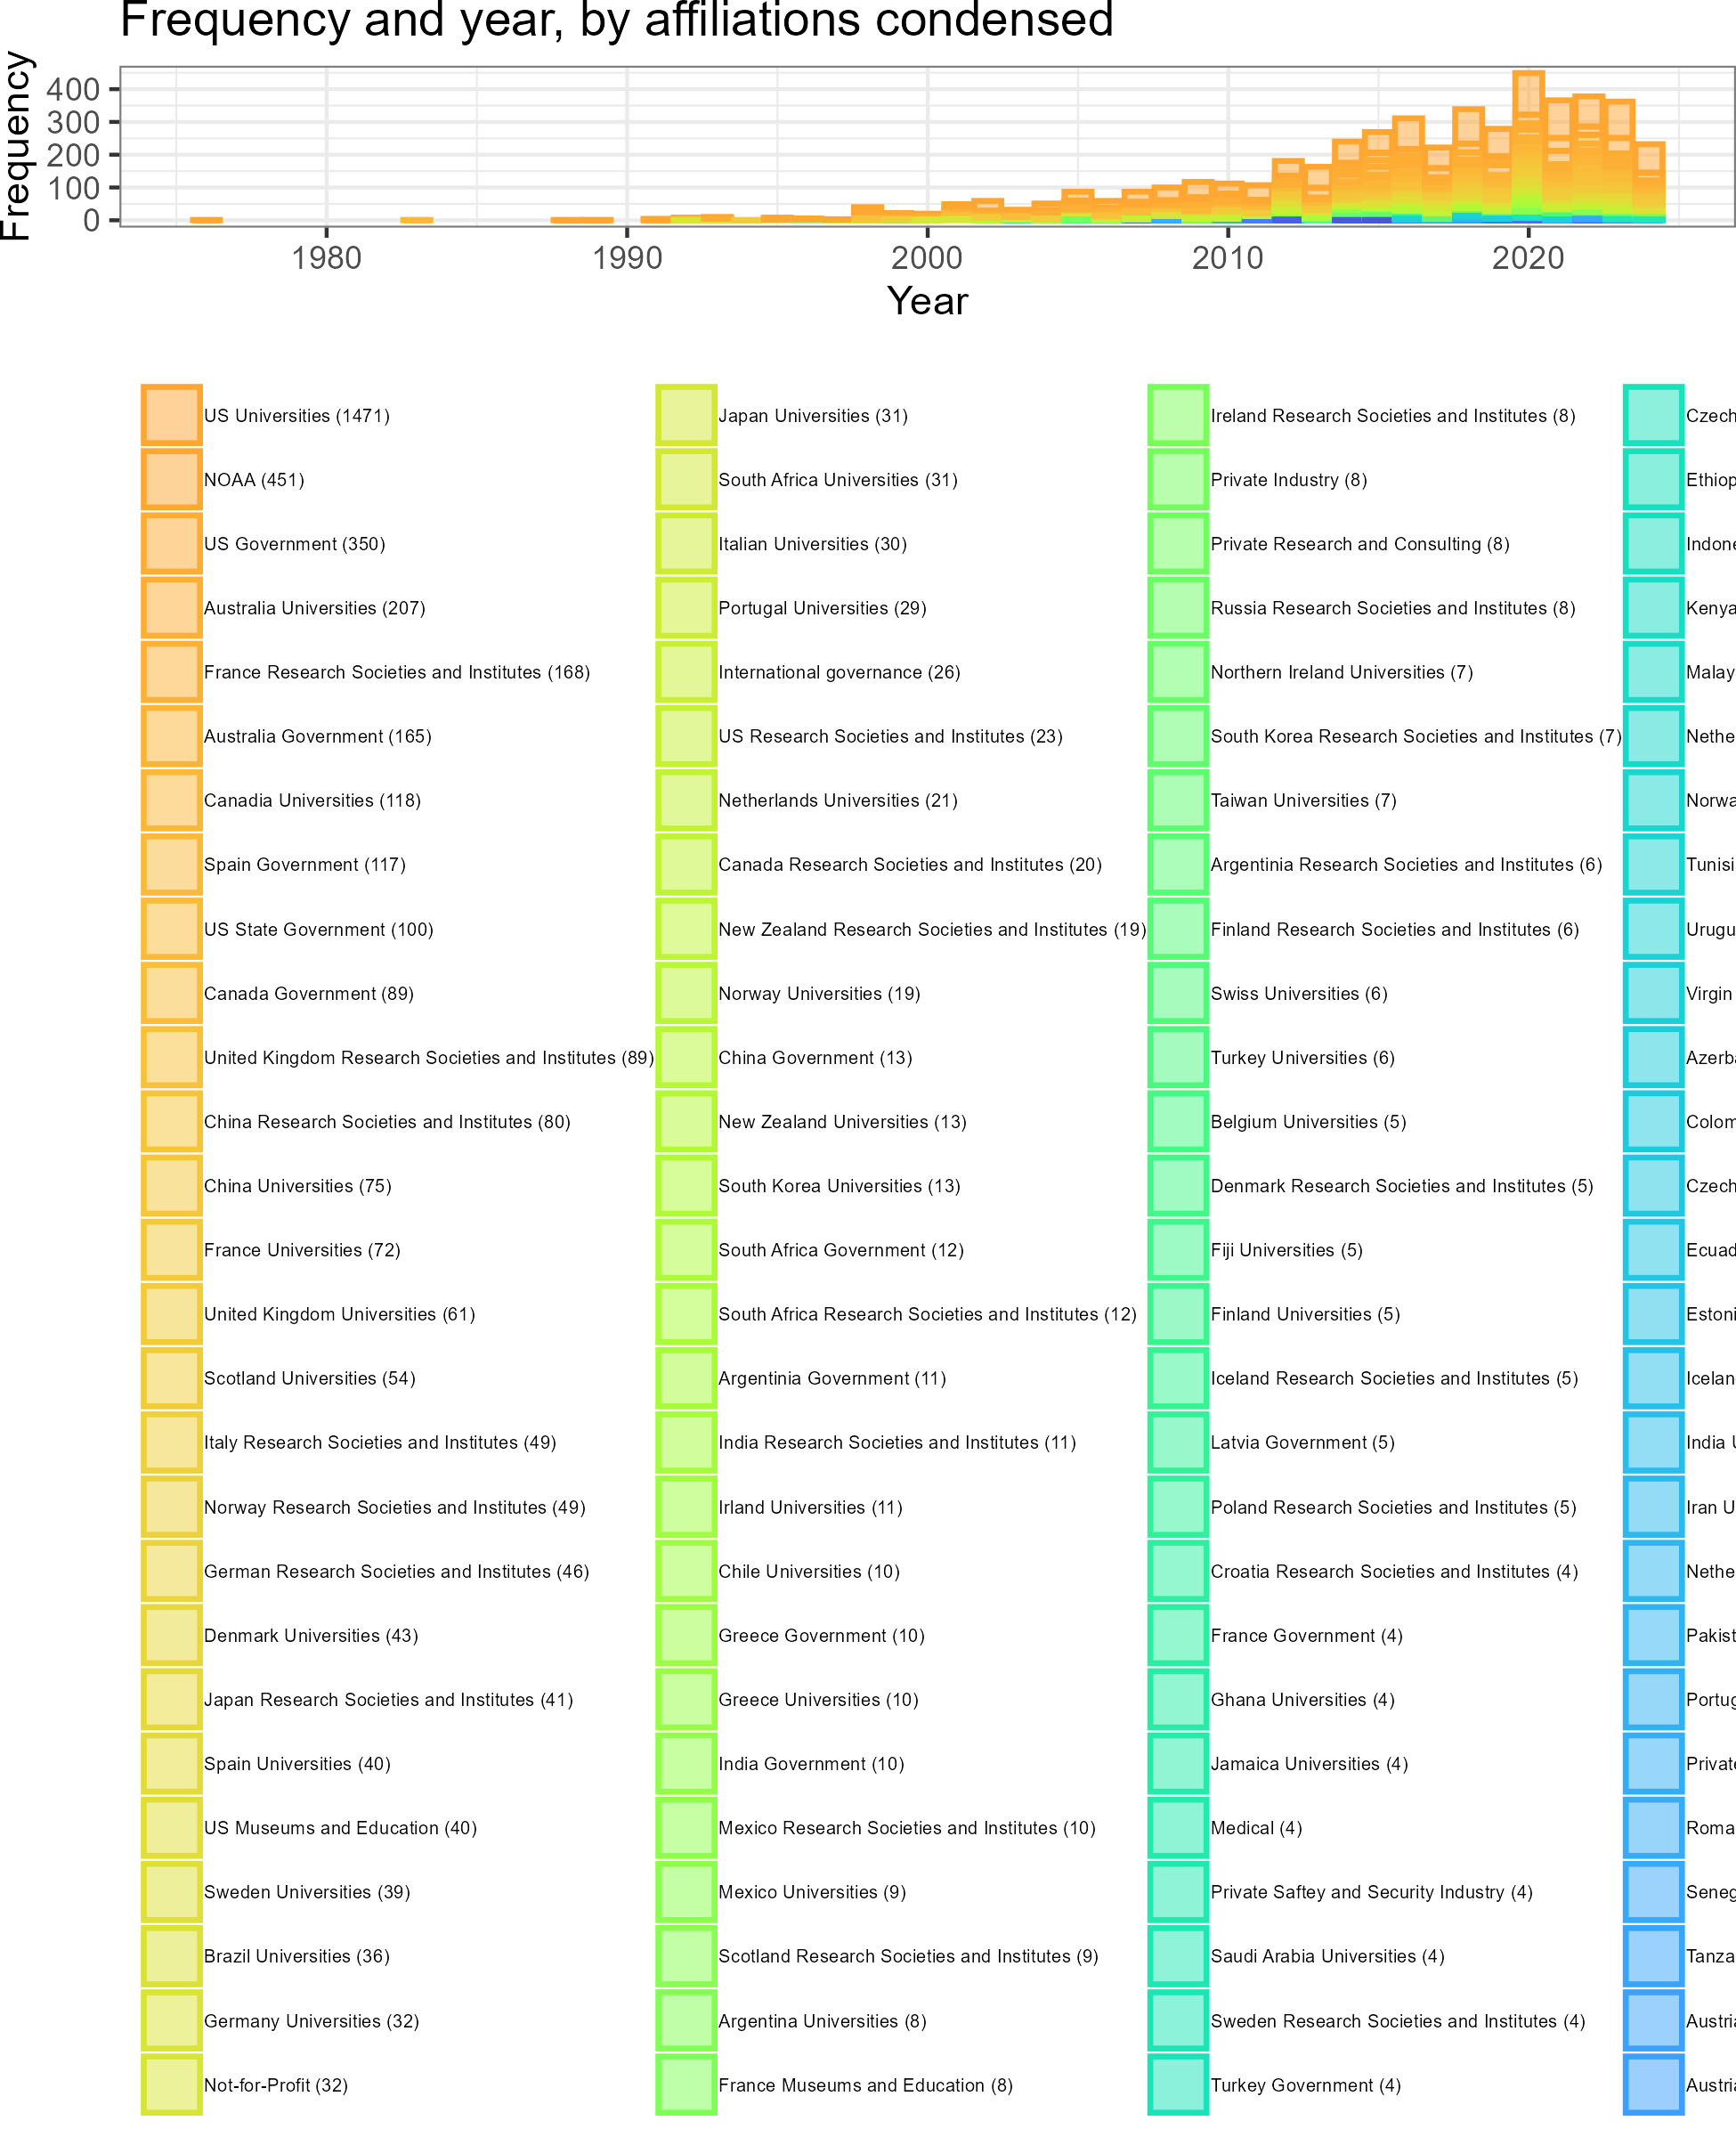 Frequency and year, by affiliations condensed
Frequency
400
300
200
100
0
1980 1990 2000 2010 2020
Year
US Universities (1471)
NOAA (451)
US Government (350)
Australia Universities (207)
France Research Societies and Institutes (168)
Australia Government (165)
Canadia Universities (118)
Spain Government (117)
US State Government (100)
Canada Government (89)
United Kingdom Research Societies and Institutes (89)
China Research Societies and Institutes (80)
China Universities (75)
France Universities (72)
United Kingdom Universities (61)
Scotland Universities (54)
Italy Research Societies and Institutes (49)
Norway Research Societies and Institutes (49)
German Research Societies and Institutes (46)
Denmark Universities (43)
Japan Research Societies and Institutes (41)
Spain Universities (40)
US Museums and Education (40)
Sweden Universities (39)
Brazil Universities (36)
Germany Universities (32)
Not-for-Profit (32)
Japan Universities (31)
South Africa Universities (31)
Italian Universities (30)
Portugal Universities (29)
International governance (26)
US Research Societies and Institutes (23)
Netherlands Universities (21)
Canada Research Societies and Institutes (20)
New Zealand Research Societies and Institutes (19)
Norway Universities (19)
China Government (13)
New Zealand Universities (13)
South Korea Universities (13)
South Africa Government (12)
South Africa Research Societies and Institutes (12)
Argentinia Government (11)
India Research Societies and Institutes (11)
Irland Universities (11)
Chile Universities (10)
Greece Government (10)
Greece Universities (10)
India Government (10)
Mexico Research Societies and Institutes (10)
Mexico Universities (9)
Scotland Research Societies and Institutes (9)
Argentina Universities (8)
France Museums and Education (8)
Ireland Research Societies and Institutes (8)
Private Industry (8)
Private Research and Consulting (8)
Russia Research Societies and Institutes (8)
Northern Ireland Universities (7)
South Korea Research Societies and Institutes (7)
Taiwan Universities (7)
Argentinia Research Societies and Institutes (6)
Finland Research Societies and Institutes (6)
Swiss Universities (6)
Turkey Universities (6)
Belgium Universities (5)
Denmark Research Societies and Institutes (5)
Fiji Universities (5)
Finland Universities (5)
Iceland Research Societies and Institutes (5)
Latvia Government (5)
Poland Research Societies and Institutes (5)
Croatia Research Societies and Institutes (4)
France Government (4)
Ghana Universities (4)
Jamaica Universities (4)
Medical (4)
Private Saftey and Security Industry (4)
Saudi Arabia Universities (4)
Sweden Research Societies and Institutes (4)
Turkey Government (4)
Czech
Ethiop
Indone
Kenya
Malay
Nethe
Norwa
Tunisi
Urugu
Virgin
Azerb
Colom
Czech
Ecuad
Estoni
Icelan
India
Iran U
Nethe
Pakist
Portug
Privat
Roma
Seneg
Tanza
Austri
Austri